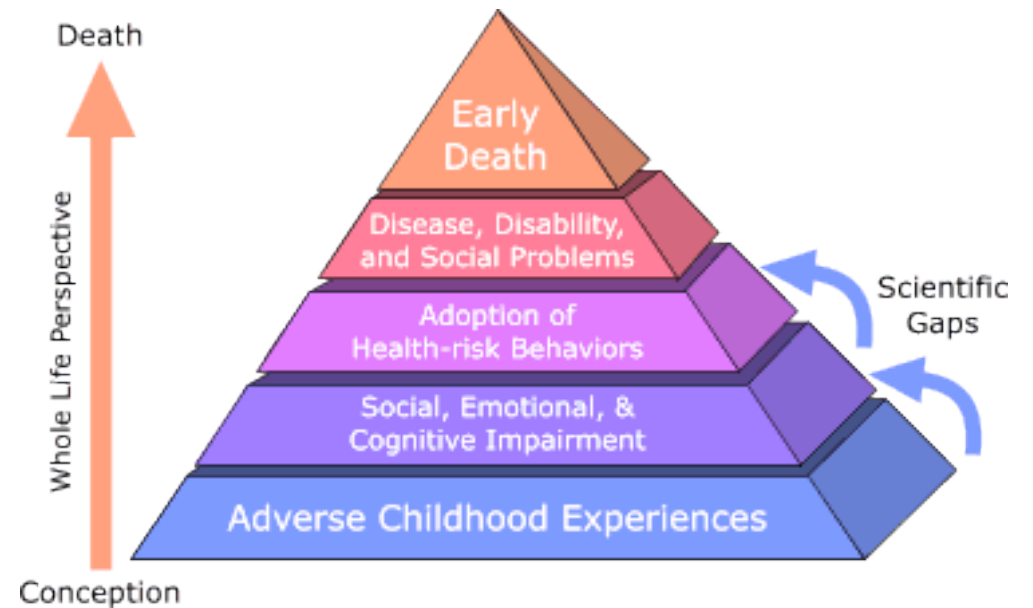 Death
Whole Life Perspective
Conception
Early
Death
Disease, Disability,
and Social Problems
Adoption of
Health-risk Behaviors
Social, Emotional, &
Cognitive Impairment
Adverse Childhood Experiences
Scientific
Gaps